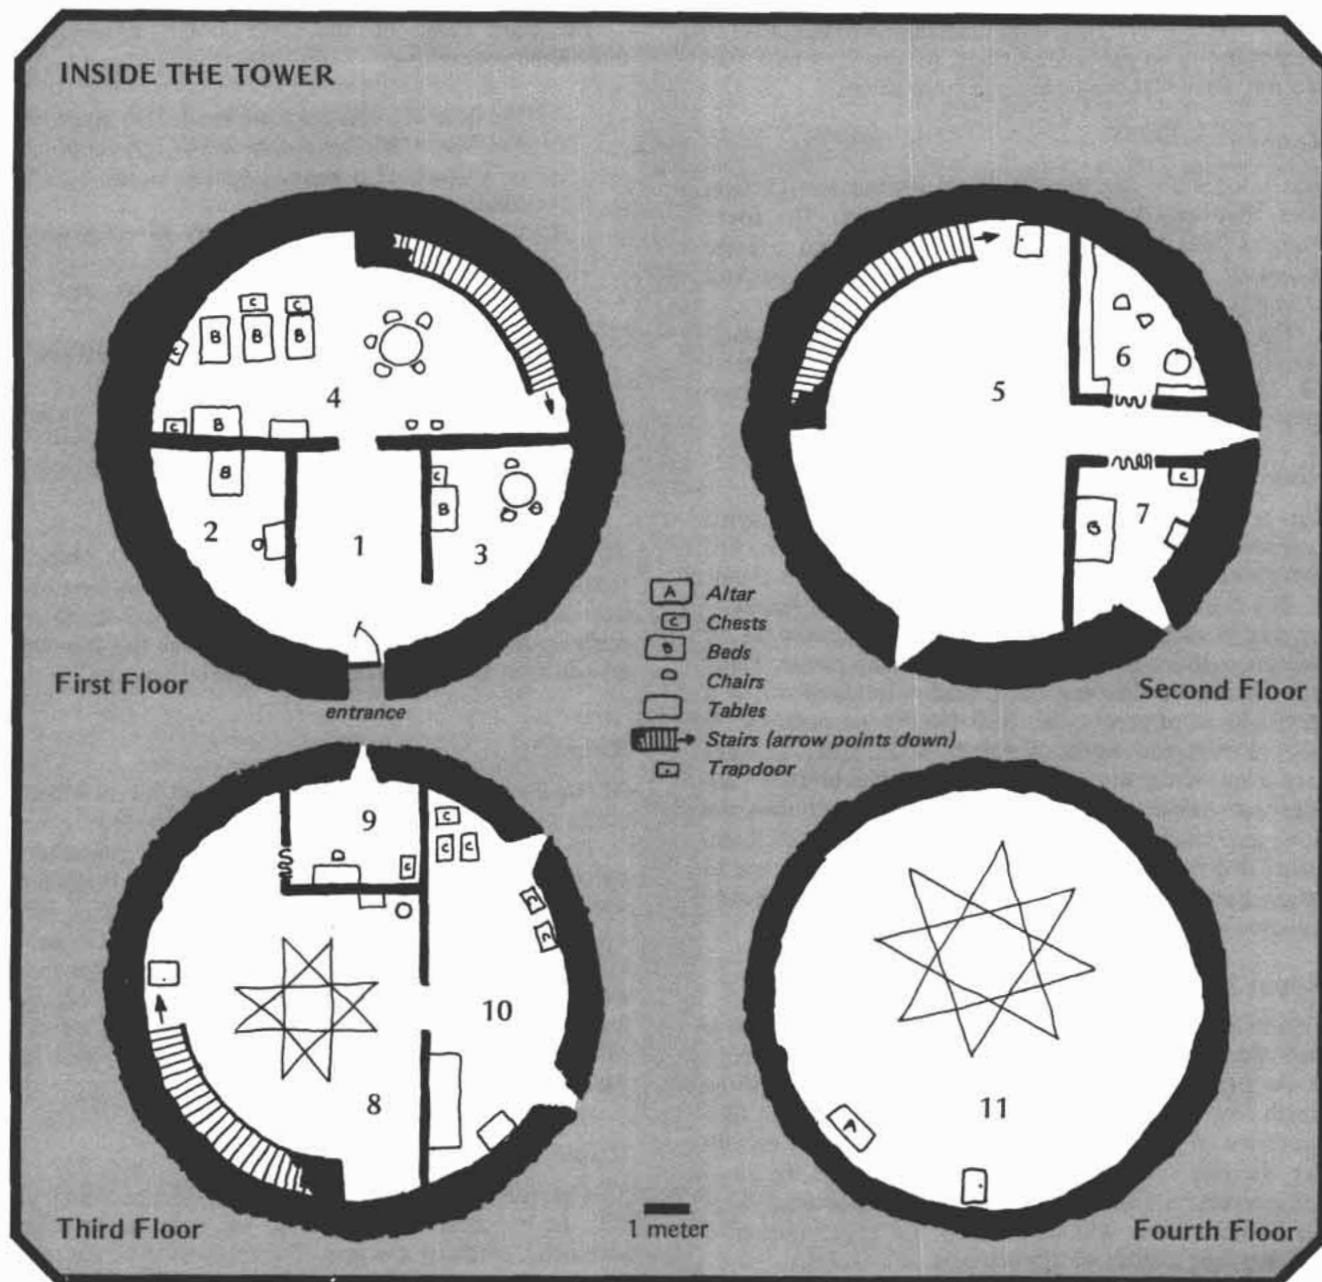 INSIDE THE TOWER
C
C
B
B
B
C
4
C
B
B
C
B
2
1
3
First Floor
entrance
5
6
7
C
B
Second Floor
A Altar
C Chests
B Beds
Chairs
Tables
Stairs (arrow points down)
Trapdoor
9
C
C
C
C
C
C
10
8
Third Floor
1 meter
11
A
Fourth Floor